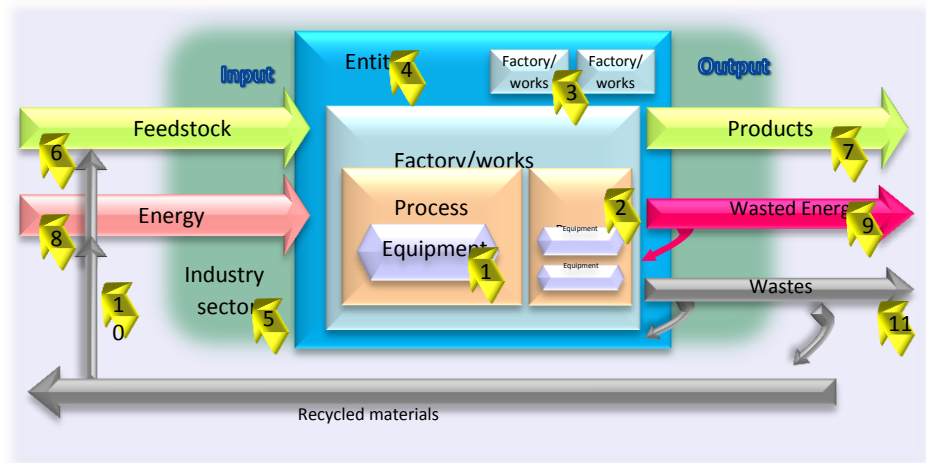 Input
Entit
4
Factory/
works
Factory/
works
3
Output
Feedstock
6
Products
7
Factory/works
Process
2
Equipment
1
Equipment
Equipment
Energy
8
Wasted Energ
9
Industry
sector
5
1
0
Wastes
11
Recycled materials